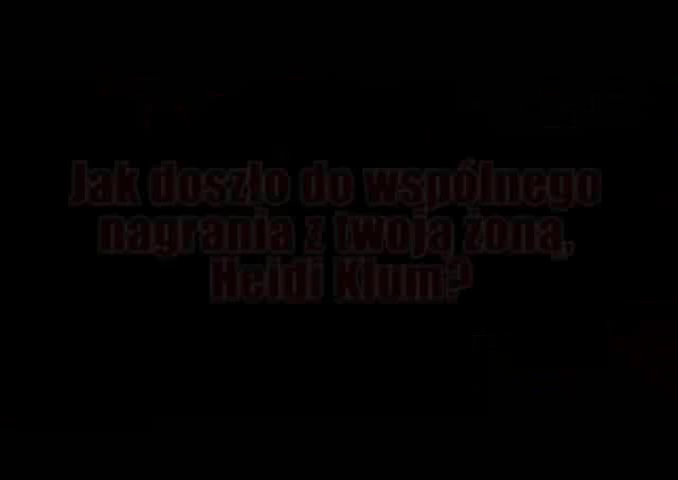 Jak doszło do wspólnego
nagrania z twoją żoną,
Heidi Klum?